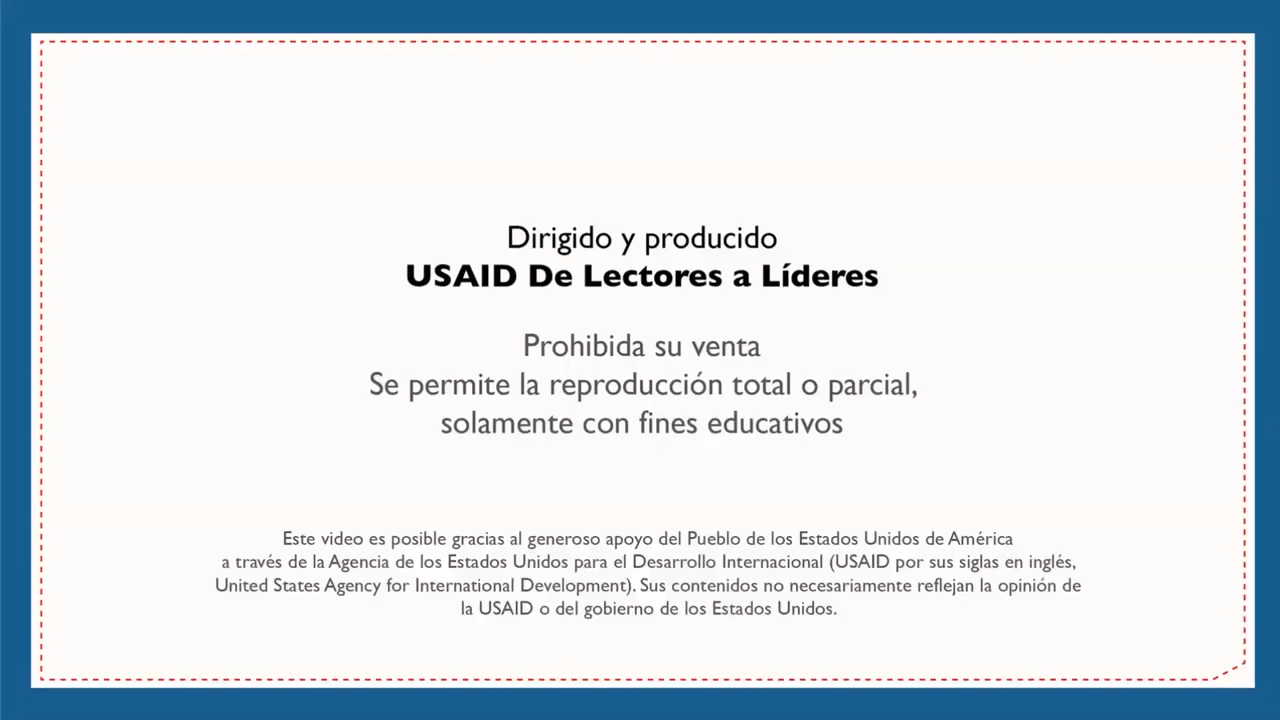 Dirigido y producido
USAID De Lectores a Líderes
Prohibida su venta
Se permite la reproducción total o parcial,
solamente con fines educativos
Este video es posible gracias al generoso apoyo del Pueblo de los Estados Unidos de América
a través de la Agencia de los Estados Unidos para el Desarrollo Internacional (USAID por sus siglas en inglés,
United States Agency for International Development). Sus contenidos no necesariamente reflejan la opinión de
la USAID o del gobierno de los Estados Unidos.